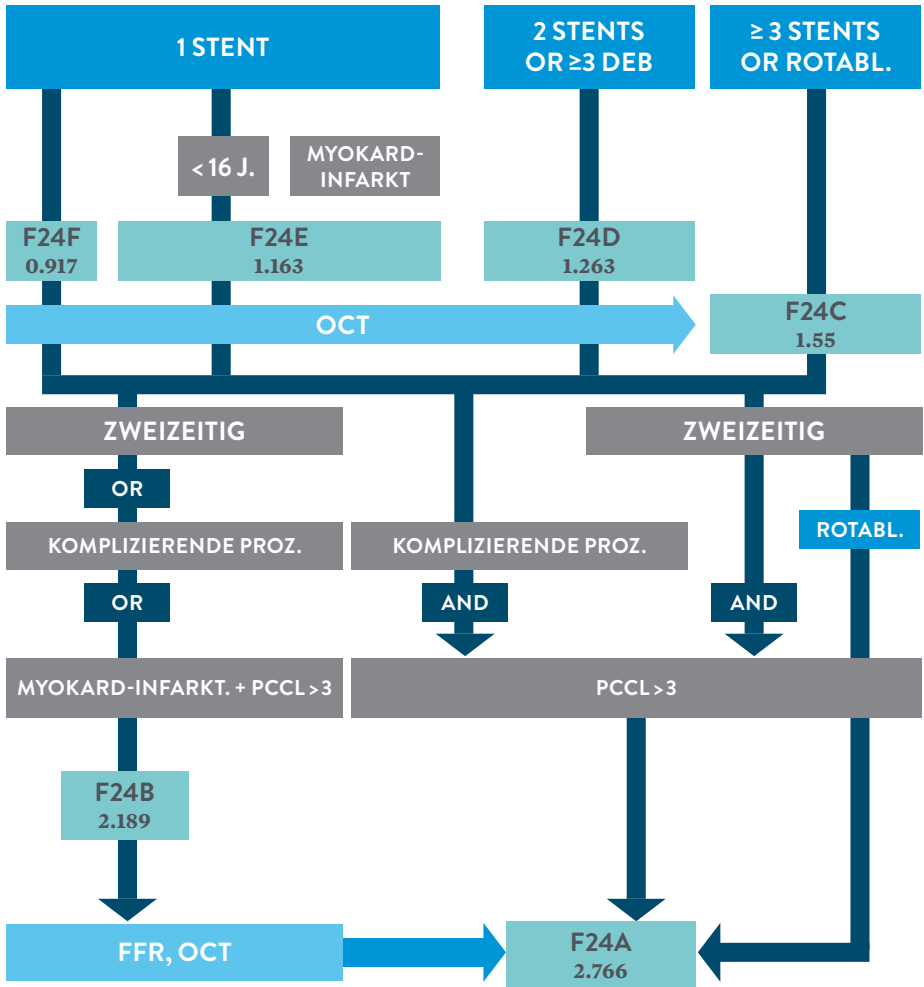 1 STENT
2 STENTS
OR ≥3 DEB
≥ 3 STENTS
OR ROTABL.
< 16 J.
MYOKARD-
INFARKT
F24F
0.917
F24E
1.163
F24D
1.263
OCT
F24C
1.55
ZWEIZEITIG
ZWEIZEITIG
OR
KOMPLIZIERENDE PROZ.
KOMPLIZIERENDE PROZ.
ROTABL.
OR
AND
AND
MYOKARD-INFARKT. + PCCL >3
PCCL >3
F24B
2.189
FFR, OCT
F24A
2.766